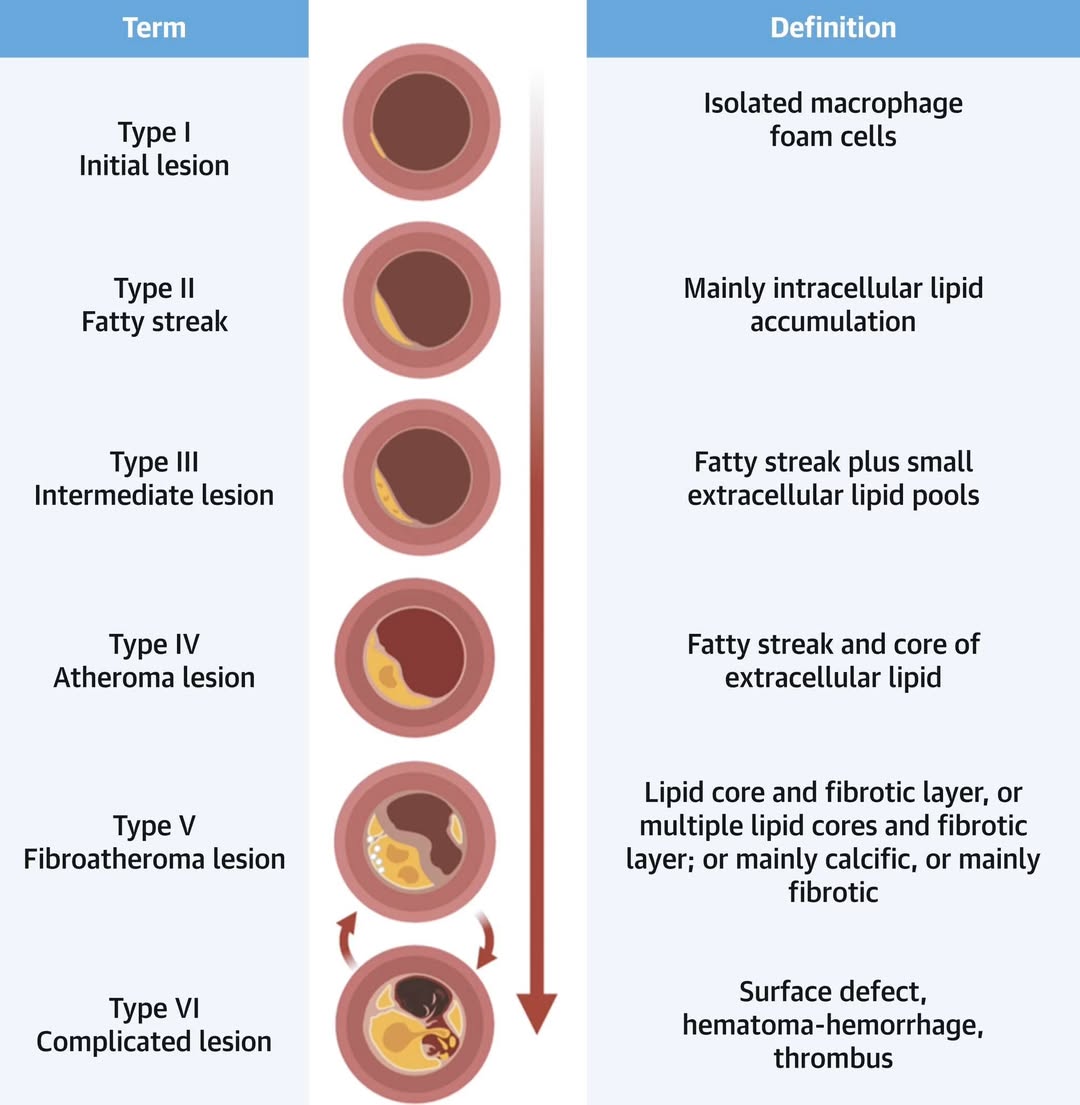 Term
Definition
Type I
Initial lesion
Isolated macrophage
foam cells
Type II
Fatty streak
Mainly intracellular lipid
accumulation
Type III
Intermediate lesion
Fatty streak plus small
extracellular lipid pools
Type IV
Atheroma lesion
Fatty streak and core of
extracellular lipid
Type V
Fibroatheroma lesion
Lipid core and fibrotic layer, or
multiple lipid cores and fibrotic
layer; or mainly calcific, or mainly
fibrotic
Type VI
Complicated lesion
Surface defect,
hematoma-hemorrhage,
thrombus